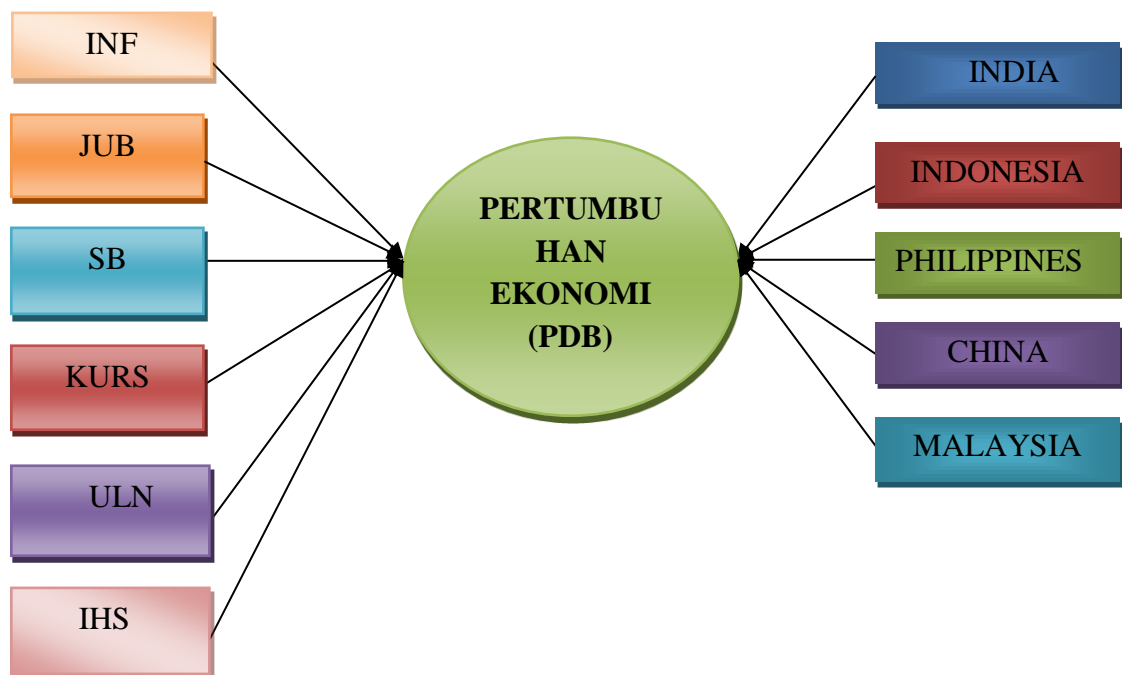 INF
JUB
SB
KURS
ULN
IHS
PERTUMBU
HAN
EKONOMI
(PDB)
INDIA
INDONESIA
PHILIPPINES
CHINA
MALAYSIA